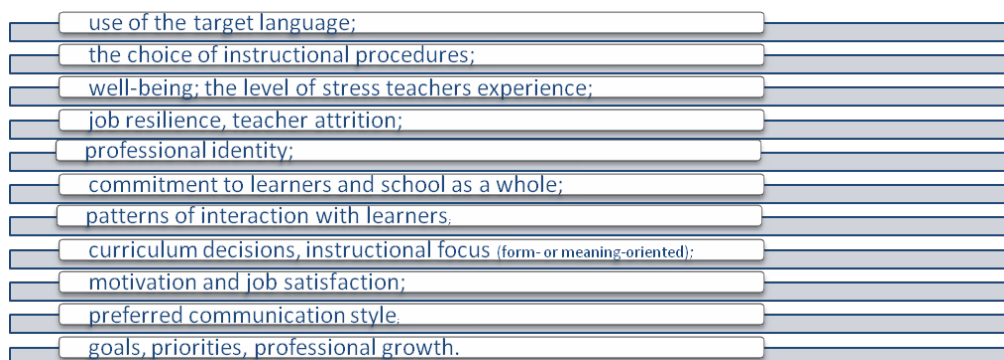 use of the target language;
the choice of instructional procedures;
well-being; the level of stress teachers experience;
job resilience, teacher attrition;
professional identity;
commitment to learners and school as a whole;
patterns of interaction with learners;
curriculum decisions, instructional focus (form- or meaning-oriented);
motivation and job satisfaction;
preferred communication style;
goals, priorities, professional growth.